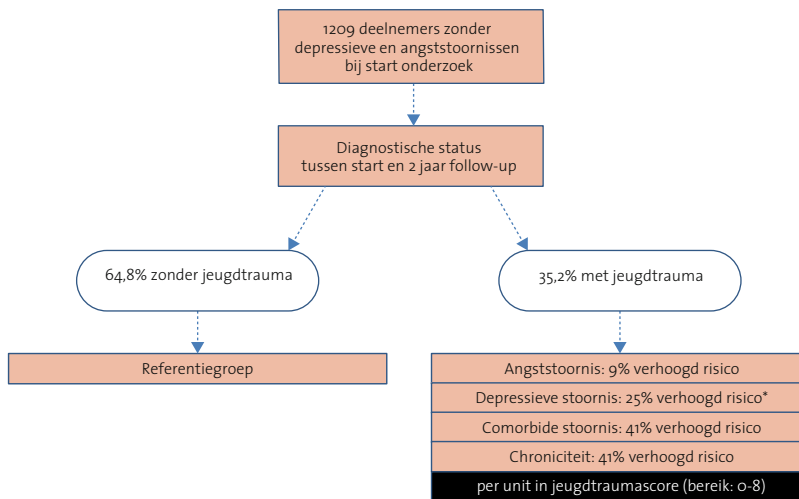 1209 deelnemers zonder
depressieve en angststoornissen
bij start onderzoek
Diagnostische status
tussen start en 2 jaar follow-up
64,8% zonder jeugdtrauma
35,2% met jeugdtrauma
Referentiegroep
Angststoornis: 9% verhoogd risico
Depressieve stoornis: 25% verhoogd risico*
Comorbide stoornis: 41% verhoogd risico
Chroniciteit: 41% verhoogd risico
per unit in jeugdtraumascore (bereik: 0-8)